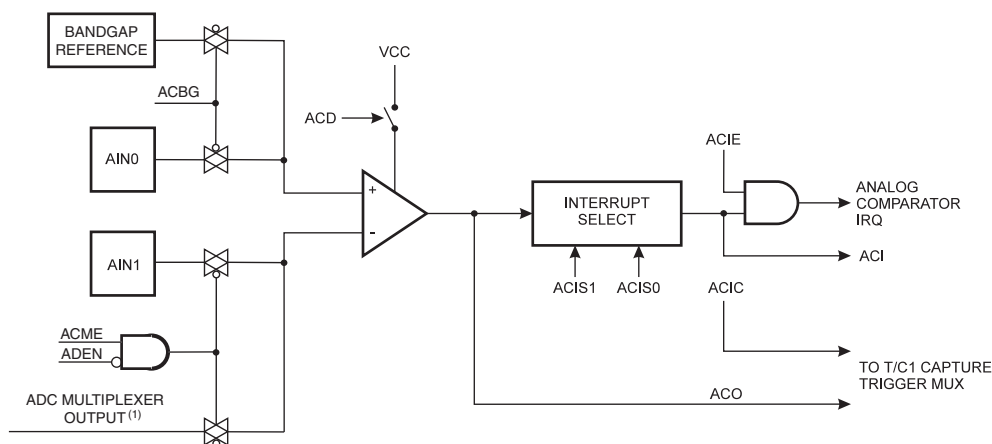 BANDGAP
REFERENCE
ACBG
AIN0
AIN1
ACME
ADEN
ADC MULTIPLEXER
OUTPUT (1)
VCC
ACD
+
-
INTERRUPT
SELECT
ACIS1 ACIS0
ACIE
ANALOG
COMPARATOR
IRQ
ACI
ACIC
TO T/C1 CAPTURE
TRIGGER MUX
ACO